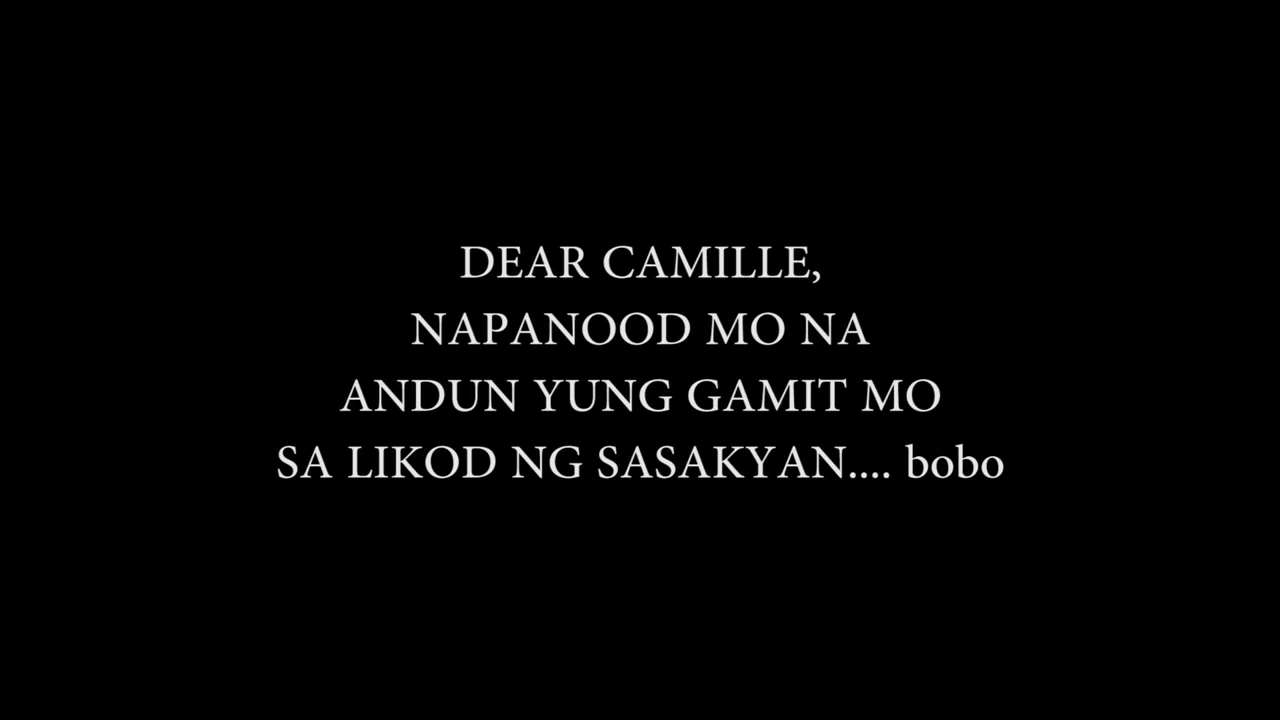 DEAR CAMILLE,
NAPANOOD MO NA
ANDUN YUNG GAMIT MO
SA LIKOD NG SASAKYAN.... bobo